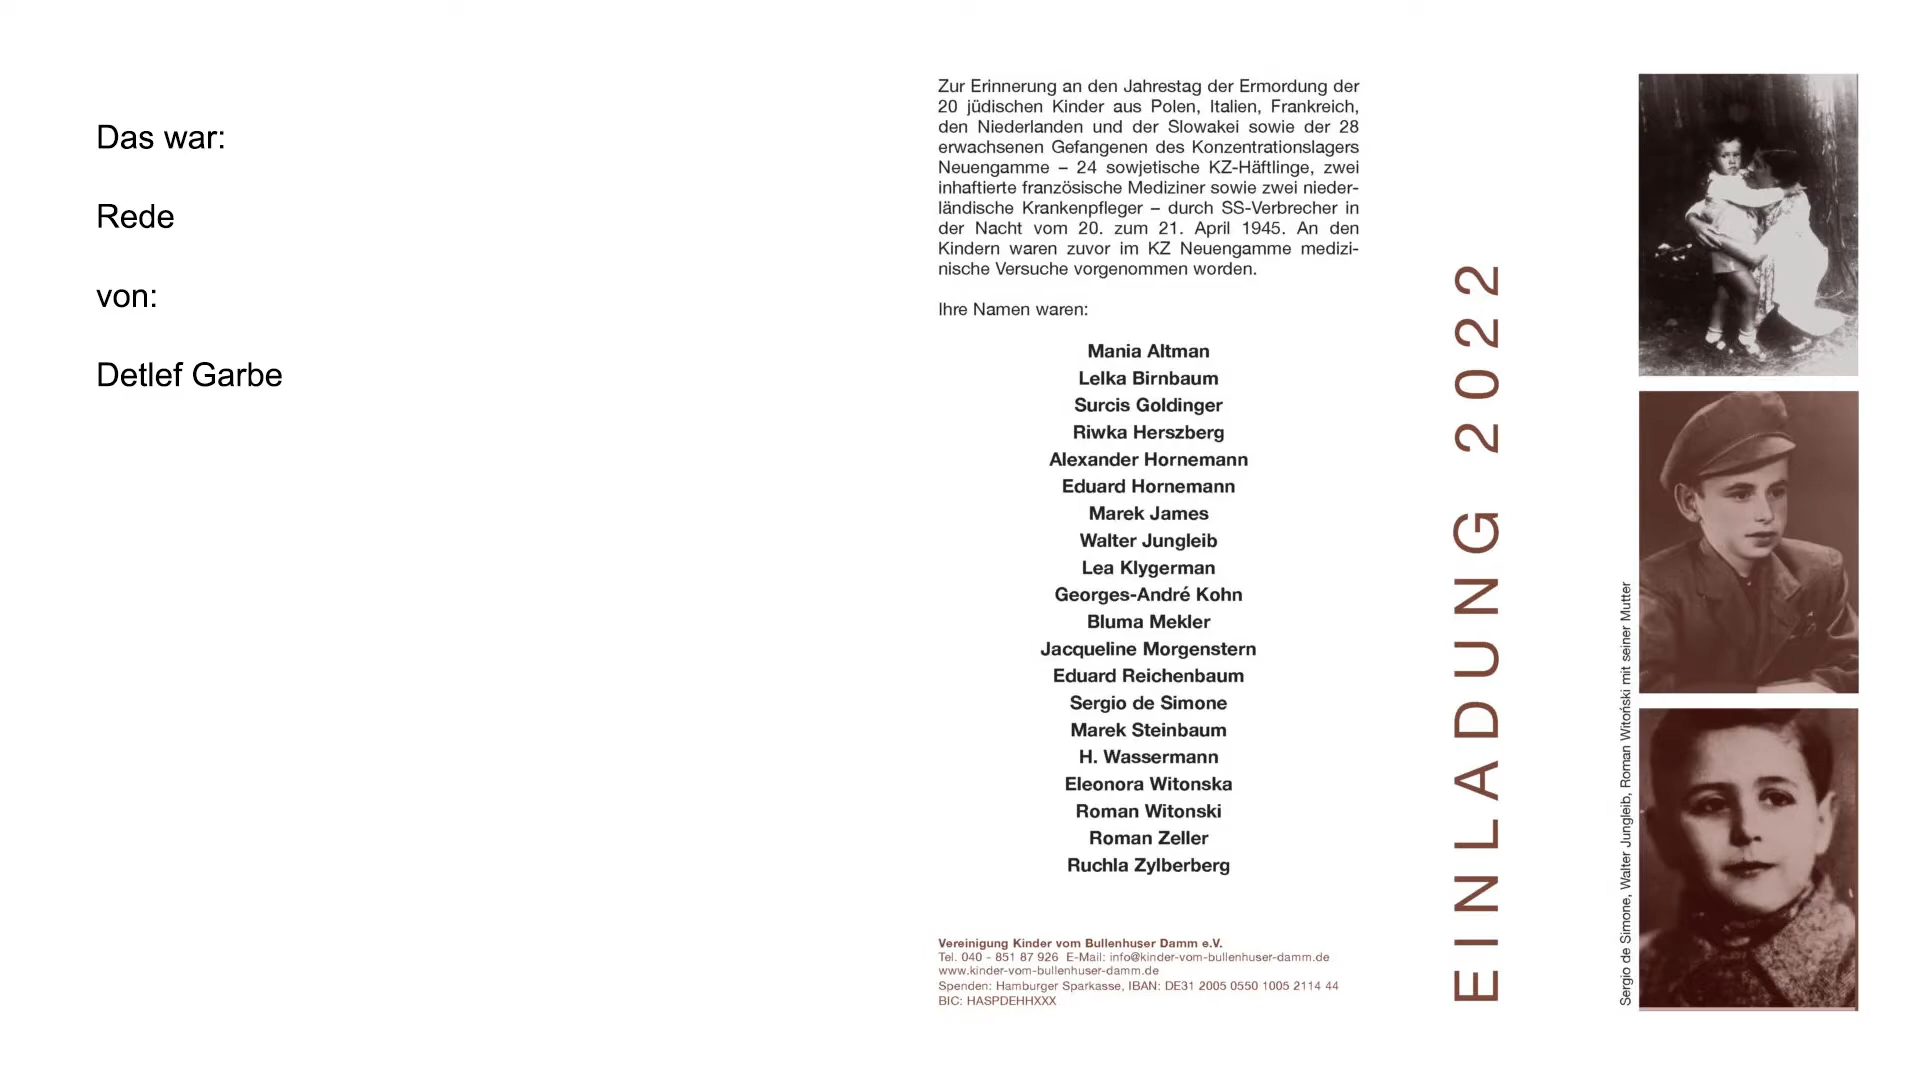 Das war:
Rede
von:
Detlef Garbe
Zur Erinnerung an den Jahrestag der Ermordung der
20 jüdischen Kinder aus Polen, Italien, Frankreich,
den Niederlanden und der Slowakei sowie der 28
erwachsenen Gefangenen des Konzentrationslagers
Neuengamme – 24 sowjetische KZ-Häftlinge, zwei
inhaftierte französische Mediziner sowie zwei nieder-
ländische Krankenpfleger – durch SS-Verbrecher in
der Nacht vom 20. zum 21. April 1945. An den
Kindern waren zuvor im KZ Neuengamme medizi-
nische Versuche vorgenommen worden.
Ihre Namen waren:
Mania Altman
Lelka Birnbaum
Surcis Goldinger
Riwka Herszberg
Alexander Hornemann
Eduard Hornemann
Marek James
Walter Jungleib
Lea Klygerman
Georges-André Kohn
Bluma Mekler
Jacqueline Morgenstern
Eduard Reichenbaum
Sergio de Simone
Marek Steinbaum
H. Wassermann
Eleonora Witonska
Roman Witonski
Roman Zeller
Ruchla Zylberberg
Vereinigung Kinder vom Bullenhuser Damm e.V.
Tel. 040 - 851 87 926 E-Mail: info@kinder-vom-bullenhuser-damm.de
www.kinder-vom-bullenhuser-damm.de
Spenden: Hamburger Sparkasse, IBAN: DE31 2005 0550 1005 2114 44
BIC: HASPDEHHXXX
EINLADUNG 2022
Sergio de Simone, Walter Jungleib, Roman Witoński mit seiner Mutter